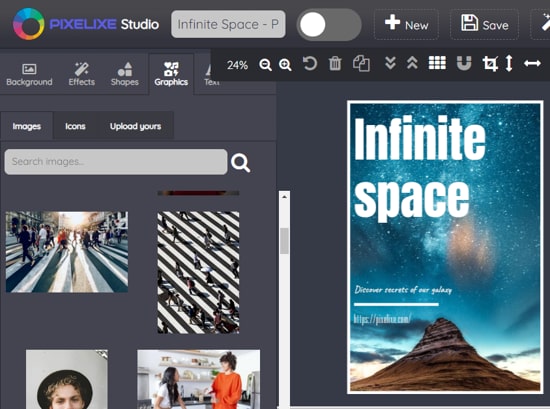 PIXELIXE Studio
Infinite Space - P
New
Save
Background
Effects
Shapes
Graphics
Text
24%
Images
Icons
Upload yours
Search images..
Infinite
space
Discover secrets of our galaxy
https://pixelixe.com/